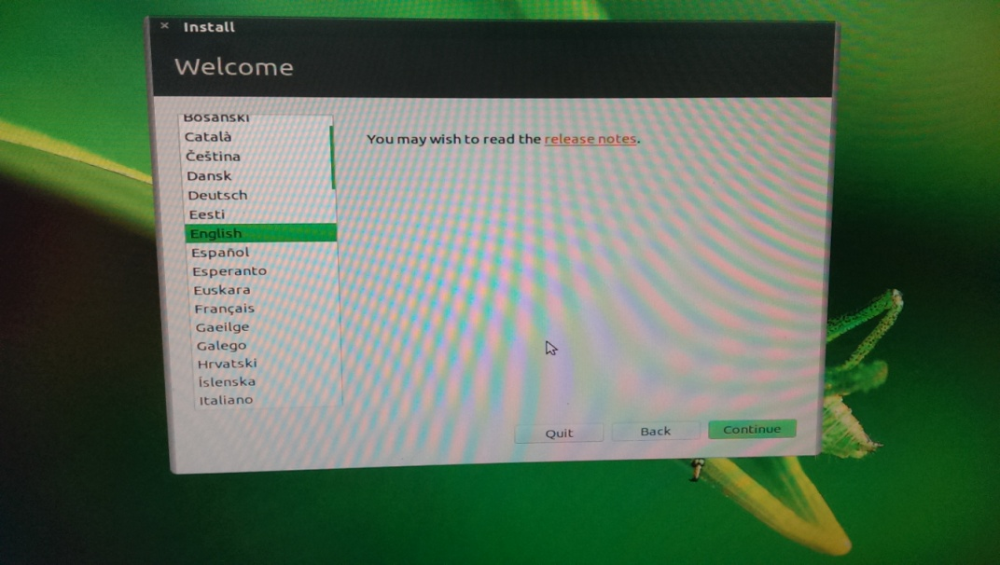 Install
Welcome
Bosanski
Català
Čeština
Dansk
Deutsch
Eesti
English
Español
Esperanto
Euskara
Français
Gaeilge
Galego
Hrvatski
Íslenska
Italiano
You may wish to read the release notes.
Quit
Back
Continue